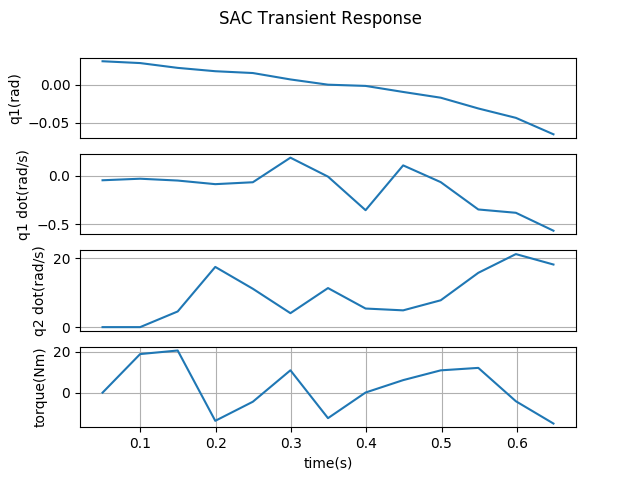 SAC Transient Response
q1(rad)
0.00
−0.05
q1 dot(rad/s)
0.0
−0.5
q2 dot(rad/s)
20
0
torque(Nm)
20
0
0.1 0.2 0.3 0.4 0.5 0.6
time(s)